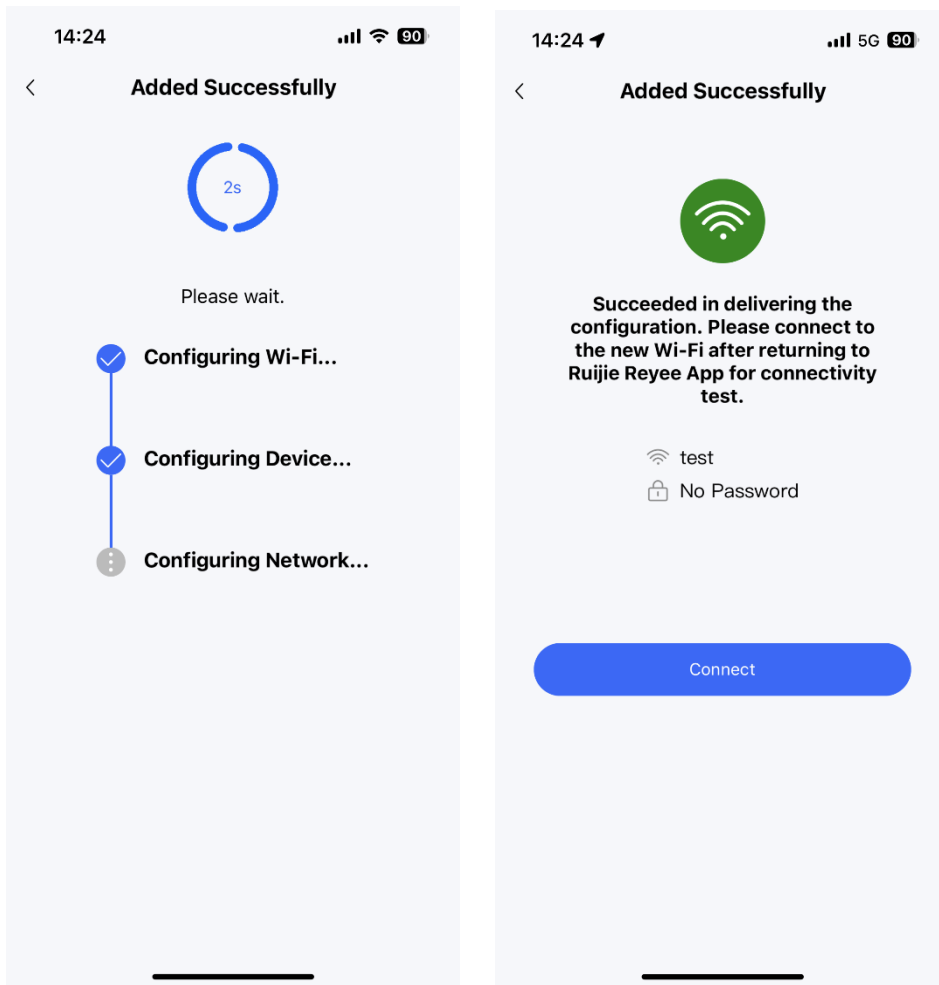 14:24
90
Added Successfully
2s
Please wait.
Configuring Wi-Fi...
Configuring Device...
Configuring Network...
14:24
5G 90
Added Successfully
Succeeded in delivering the
configuration. Please connect to
the new Wi-Fi after returning to
Ruijie Reyee App for connectivity
test.
test
No Password
Connect